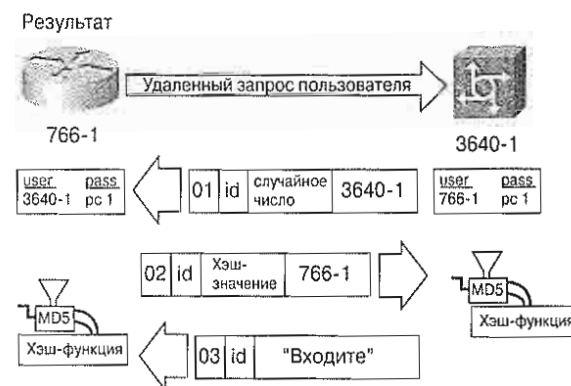 Результат
Удаленный запрос пользователя
766-1
3640-1
user pass
3640-1 pc 1
01 id случайное число 3640-1
user pass
766-1 pc 1
02 id Хэш-значение 766-1
MD5
Хэш-функция
MD5
Хэш-функция
03 id "Входите"